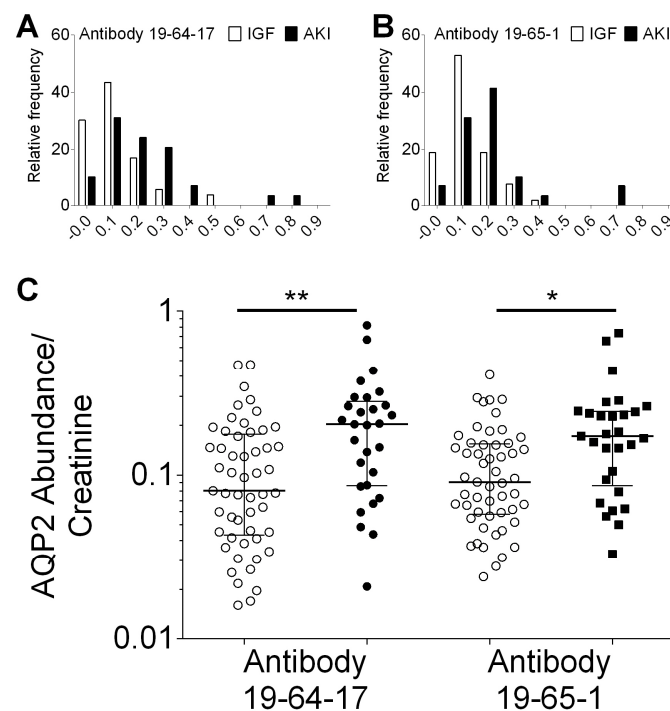 A
Antibody 19-64-17 IGF AKI
Relative frequency
60
40
20
0
-0.0 0.1 0.2 0.3 0.4 0.5 0.6 0.7 0.8 0.9
B
Antibody 19-65-1 IGF AKI
Relative frequency
60
40
20
0
-0.0 0.1 0.2 0.3 0.4 0.5 0.6 0.7 0.8 0.9
C
** *
AQP2 Abundance/
Creatinine
1
0.1
0.01
Antibody
19-64-17
Antibody
19-65-1